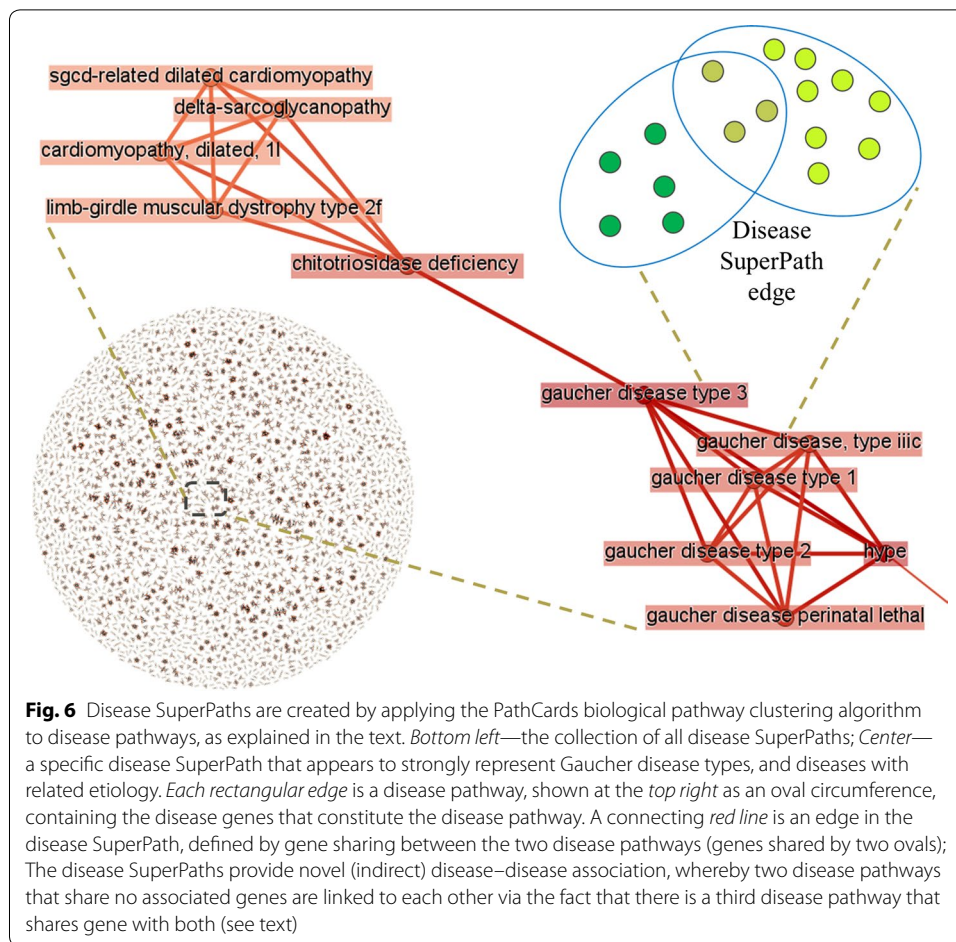 sgcd-related dilated cardiomyopathy
delta-sarcoglycanopathy
cardiomyopathy, dilated, 1l
limb-girdle muscular dystrophy type 2f
chitotriosidase deficiency
Disease
SuperPath
edge
gaucher disease type 3
gaucher disease, type iiic
gaucher disease type 1
gaucher disease type 2
hype
gaucher disease perinatal lethal
Fig. 6 Disease SuperPaths are created by applying the PathCards biological pathway clustering algorithm
to disease pathways, as explained in the text. Bottom left—the collection of all disease SuperPaths; Center—
a specific disease SuperPath that appears to strongly represent Gaucher disease types, and diseases with
related etiology. Each rectangular edge is a disease pathway, shown at the top right as an oval circumference,
containing the disease genes that constitute the disease pathway. A connecting red line is an edge in the
disease SuperPath, defined by gene sharing between the two disease pathways (genes shared by two ovals);
The disease SuperPaths provide novel (indirect) disease–disease association, whereby two disease pathways
that share no associated genes are linked to each other via the fact that there is a third disease pathway that
shares gene with both (see text)